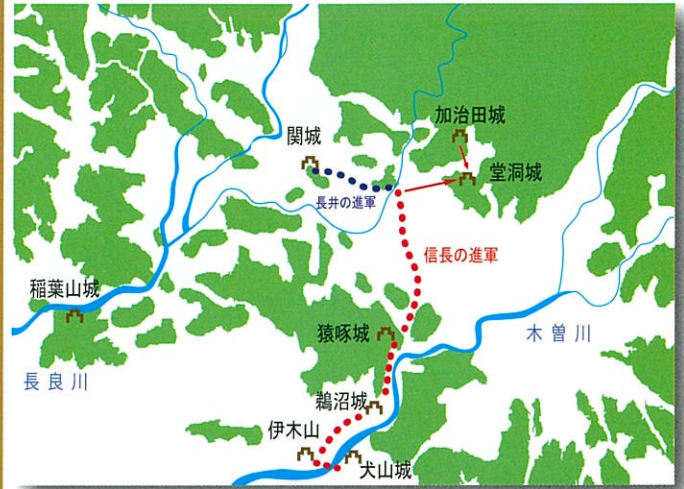 加治田城
関城
堂洞城
長井の進軍
信長の進軍
稲葉山城
猿啄城
木曽川
長良川
鵜沼城
伊木山
犬山城